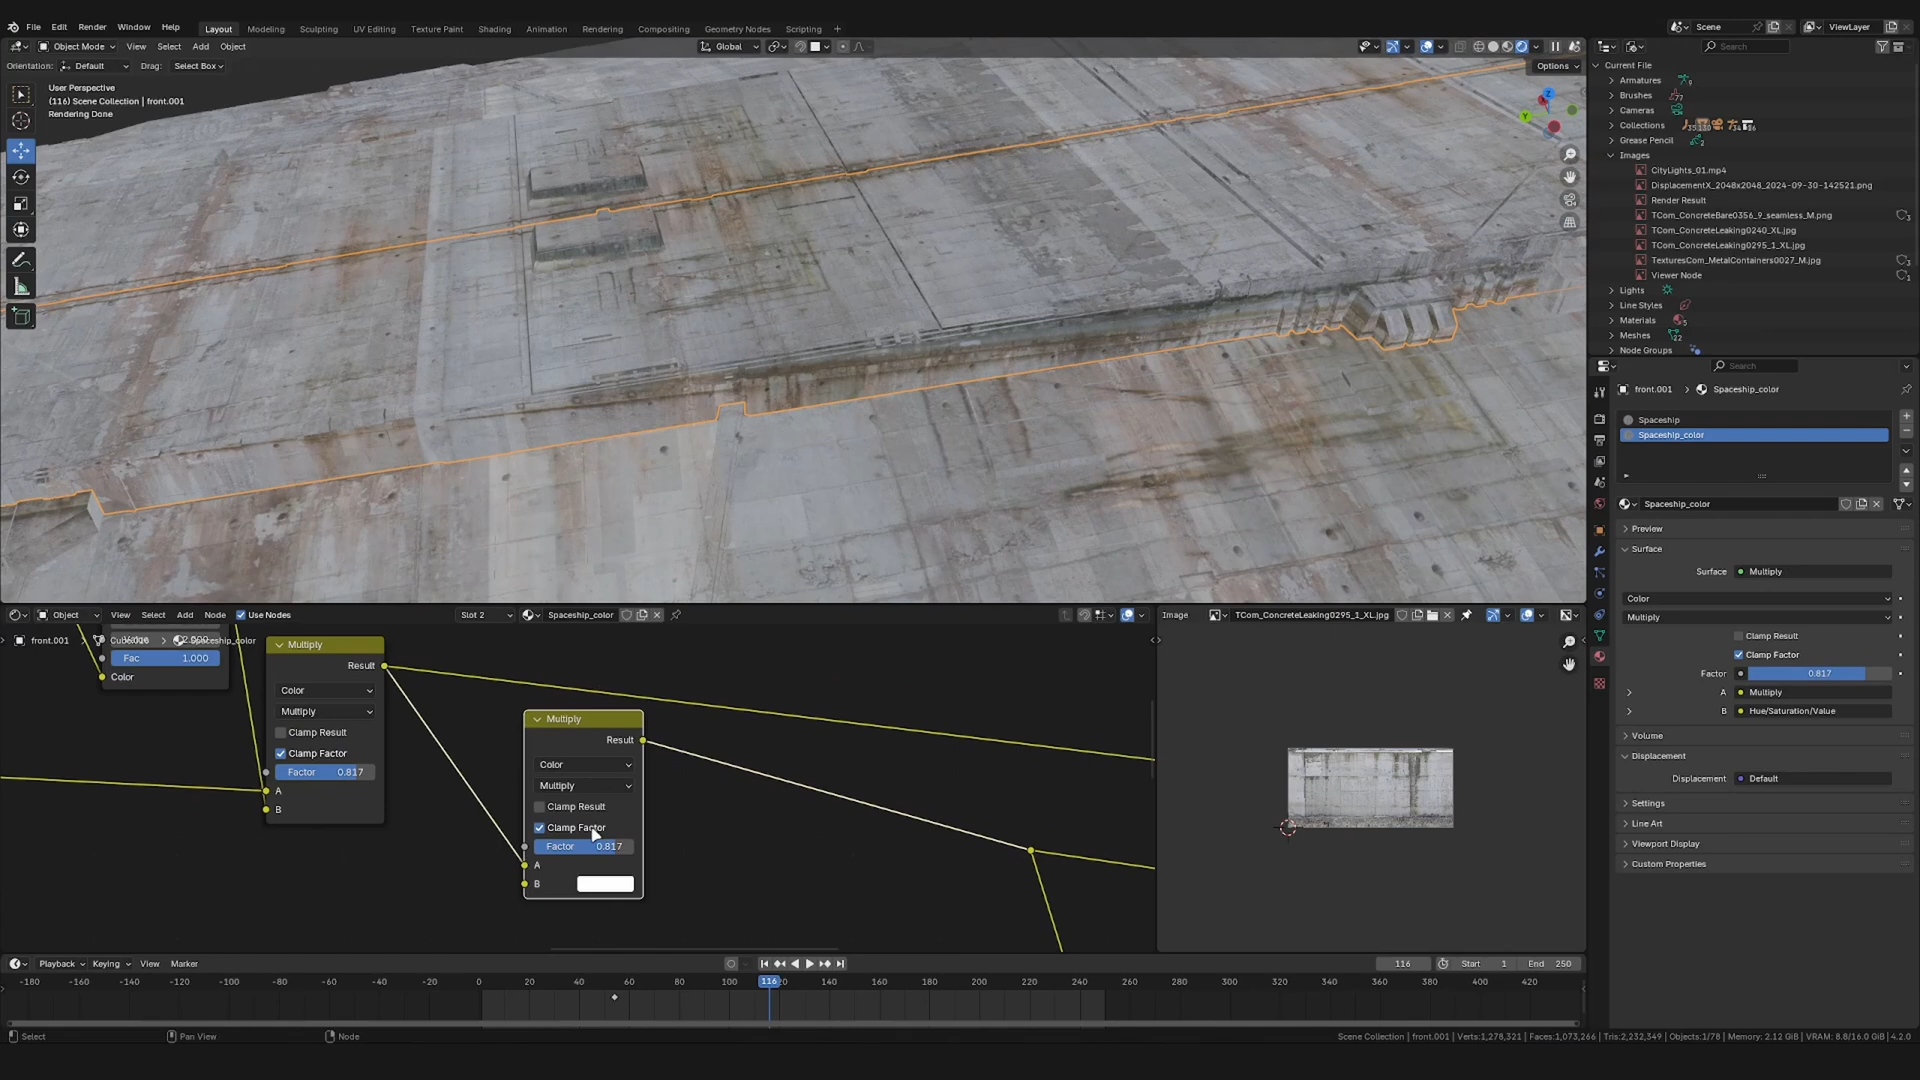 File Edit Render Window Help
Layout Modeling Sculpting UV Editing Texture Paint Shading Animation Rendering Compositing Geometry Nodes Scripting +
Scene
ViewLayer
Object Mode View Select Add Object
Global
Search
Orientation: Default Drag: Select Box
Options
User Perspective
(116) Scene Collection | front.001
Rendering Done
Z
Y
Current File
Armatures
Brushes
Cameras
Collections
Grease Pencil
Images
CityLights_01.mp4
DisplacementX_2048x2048_2024-09-30-142521.png
Render Result
TCom_ConcreteBare0356_9_seamless_M.png
TCom_ConcreteLeaking0240_XL.jpg
TCom_ConcreteLeaking0295_1_XL.jpg
TexturesCom_MetalContainers0027_M.jpg
Viewer Node
Lights
Line Styles
Materials
Meshes
Node Groups
Search
front.001 > Spaceship_color
Spaceship
Spaceship_color
Spaceship_color
Preview
Surface
Surface Multiply
Color
Multiply
Clamp Result
Clamp Factor
Factor 0.817
A Multiply
B Hue/Saturation/Value
Volume
Displacement
Displacement Default
Settings
Line Art
Viewport Display
Custom Properties
Object View Select Add Node Use Nodes Slot 2 Spaceship_color
front.001
Fac 1.000
Color
Multiply
Result
Color
Multiply
Clamp Result
Clamp Factor
Factor 0.817
A
B
Multiply
Result
Color
Multiply
Clamp Result
Clamp Factor
Factor 0.817
A
B
Image TCom_ConcreteLeaking0295_1_XL.jpg
Playback Keying View Marker
116 Start 1 End 250
-180 -160 -140 -120 -100 -80 -60 -40 -20 0 20 40 60 80 100 116 140 160 180 200 220 240 260 280 300 320 340 360 380 400 420
Select Pan View Node
Scene Collection | front.001 | Verts:1,278,321 | Faces:1,073,266 | Tris:2,232,349 | Objects:1/78 | Memory: 2.12 GiB | VRAM: 8.8/16.0 GiB | 4.2.0